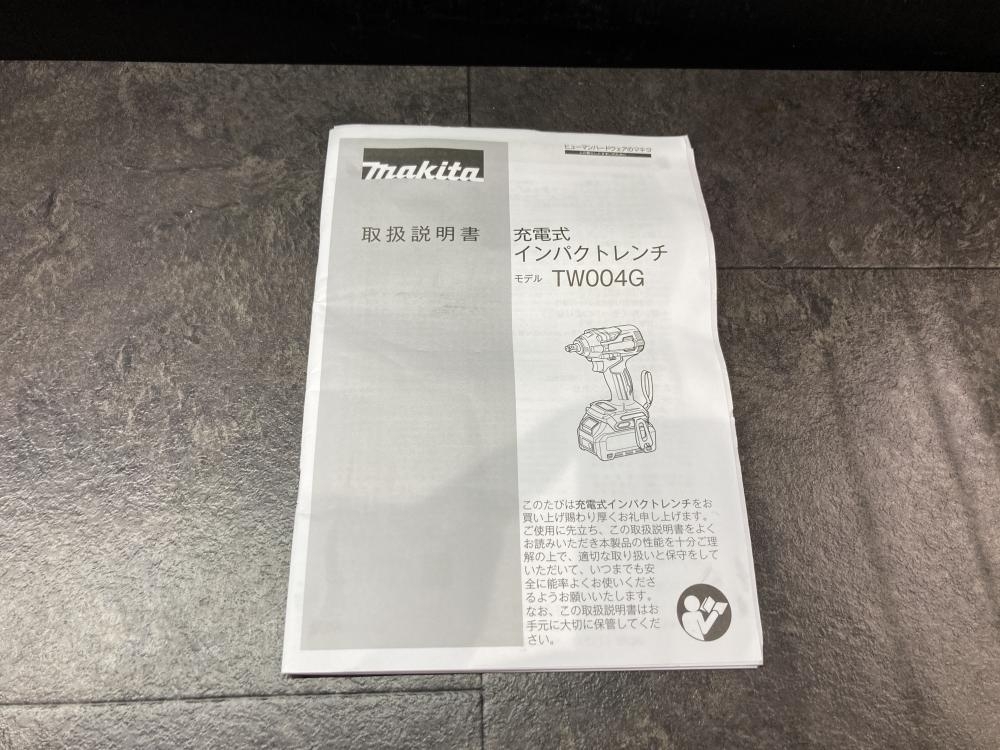 ヒューマンハードウェアのマキタ
makita
取扱説明書
充電式
インパクトレンチ
モデル TW004G
このたびは充電式インパクトレンチをお
買い上げ賜わり厚くお礼申し上げます。
ご使用に先立ち、この取扱説明書をよく
お読みいただき本製品の性能を十分ご理
解の上で、適切な取り扱いと保守をして
いただいて、いつまでも安
全に能率よくお使いくださ
るようお願いいたします。
なお、この取扱説明書はお
手元に大切に保管してくだ
さい。